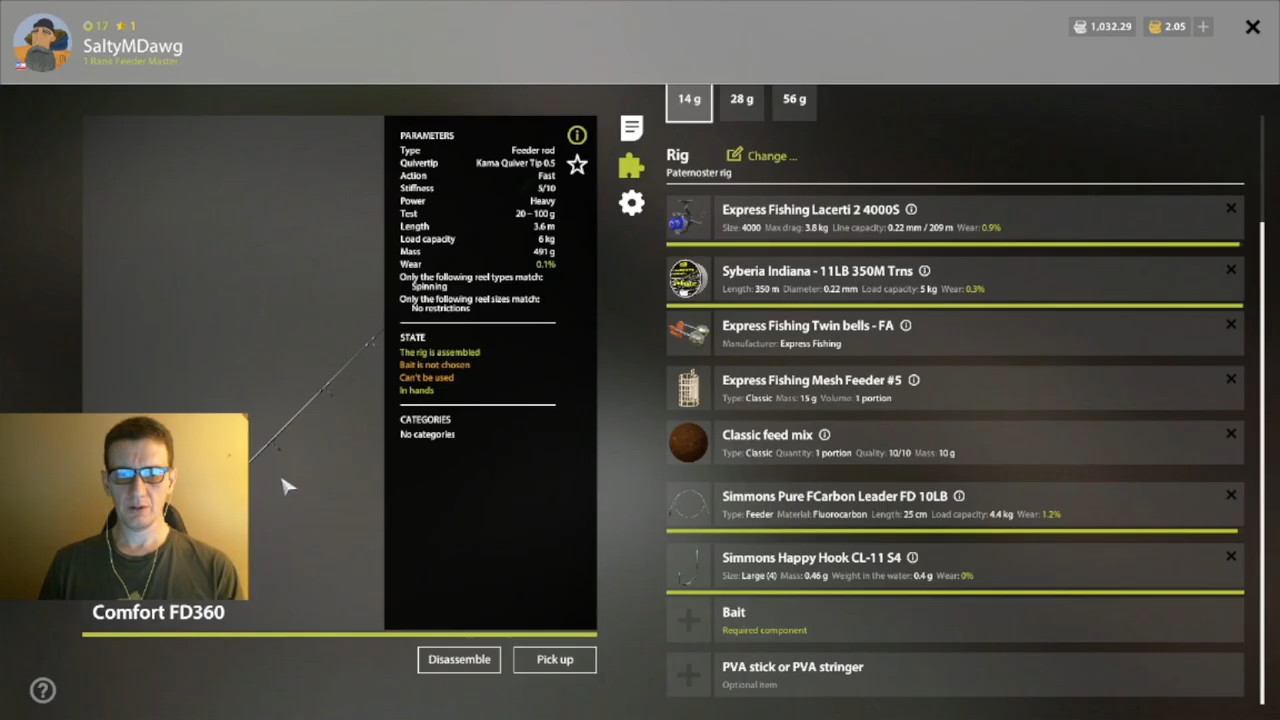 17 1
SaltyMDawg
1 Rank Feeder Master
1,032.29 2.05
PARAMETERS
Type Feeder rod
Quivertip Kama Quiver Tip 0.5
Action Fast
Stiffness 5/10
Power Heavy
Test 20 – 100 g
Length 3.6 m
Load capacity 6 kg
Mass 491 g
Wear 0.1%
Only the following reel types match:
Spinning
Only the following reel sizes match:
No restrictions
STATE
The rig is assembled
Bait is not chosen
Can't be used
In hands
CATEGORIES
No categories
Comfort FD360
Disassemble Pick up
14 g 28 g 56 g
Rig Change ...
Paternoster rig
Express Fishing Lacerti 2 4000S
Size: 4000 Max drag: 3.8 kg Line capacity: 0.22 mm / 209 m Wear: 0.9%
Syberia Indiana - 11LB 350M Trns
Length: 350 m Diameter: 0.22 mm Load capacity: 5 kg Wear: 0.3%
Express Fishing Twin bells - FA
Manufacturer: Express Fishing
Express Fishing Mesh Feeder #5
Type: Classic Mass: 15 g Volume: 1 portion
Classic feed mix
Type: Classic Quantity: 1 portion Quality: 10/10 Mass: 10 g
Simmons Pure FCarbon Leader FD 10LB
Type: Feeder Material: Fluorocarbon Length: 25 cm Load capacity: 4.4 kg Wear: 1.2%
Simmons Happy Hook CL-11 S4
Size: Large (4) Mass: 0.46 g Weight in the water: 0.4 g Wear: 0%
Bait
Required component
PVA stick or PVA stringer
Optional item